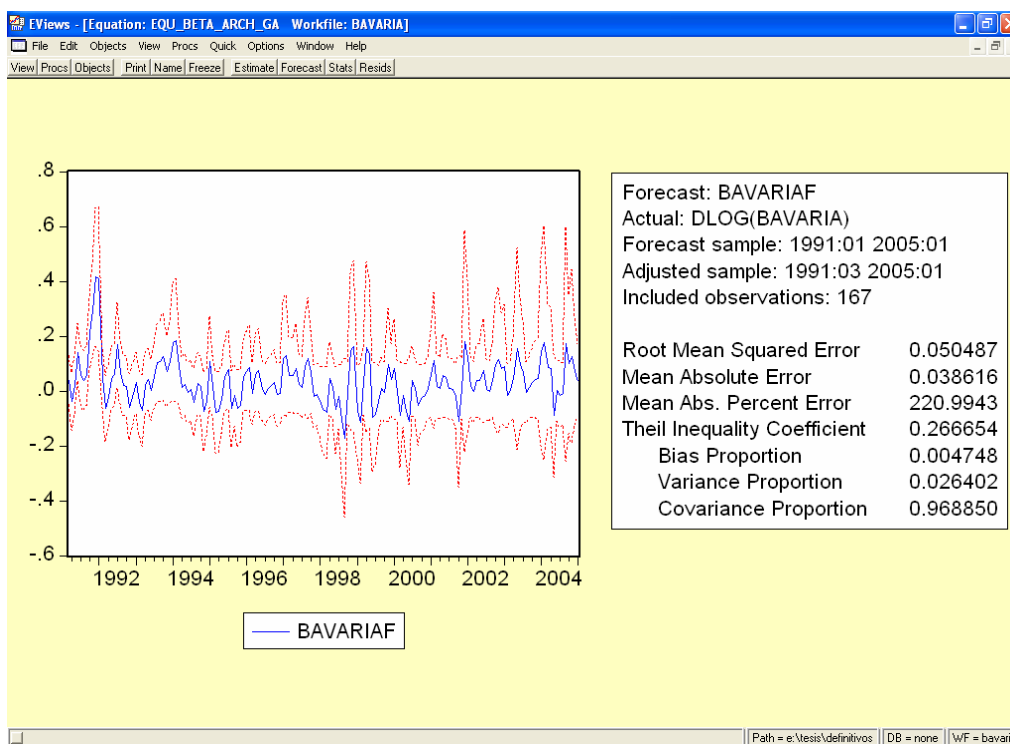 EViews - [Equation: EQU_BETA_ARCH_GA Workfile: BAVARIA]
File Edit Objects View Procs Quick Options Window Help
View Procs Objects Print Name Freeze Estimate Forecast Stats Resids
.8
.6
.4
.2
.0
-.2
-.4
-.6
1992 1994 1996 1998 2000 2002 2004
BAVARIAF
Forecast: BAVARIAF
Actual: DLOG(BAVARIA)
Forecast sample: 1991:01 2005:01
Adjusted sample: 1991:03 2005:01
Included observations: 167
Root Mean Squared Error 0.050487
Mean Absolute Error 0.038616
Mean Abs. Percent Error 220.9943
Theil Inequality Coefficient 0.266654
Bias Proportion 0.004748
Variance Proportion 0.026402
Covariance Proportion 0.968850
Path = e:\tesis\definitivos DB = none WF = bavari